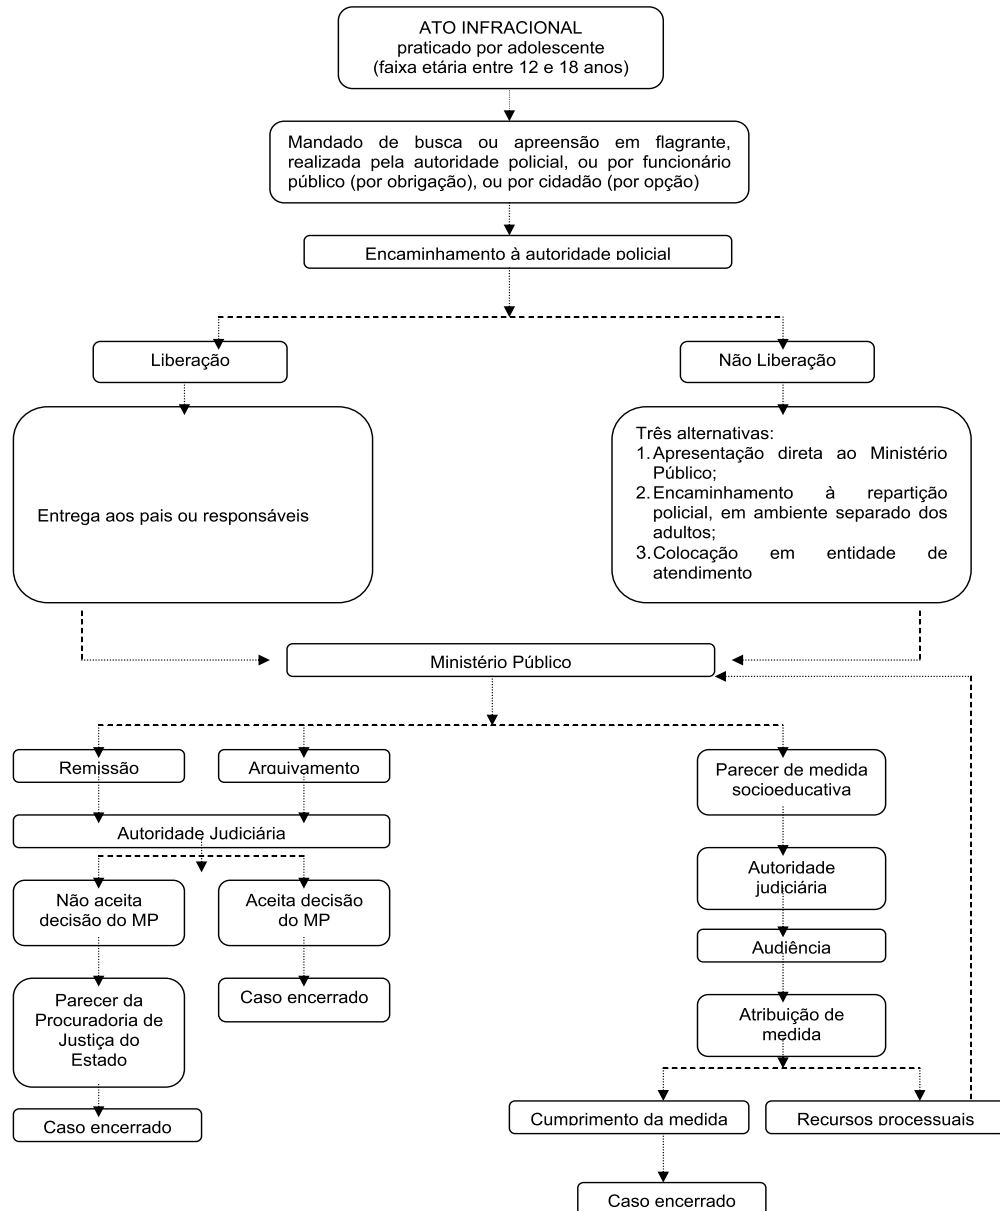 ATO INFRACIONAL
praticado por adolescente
(faixa etária entre 12 e 18 anos)
Mandado de busca ou apreensão em flagrante,
realizada pela autoridade policial, ou por funcionário
público (por obrigação), ou por cidadão (por opção)
Encaminhamento à autoridade policial
Liberação
Não Liberação
Entrega aos pais ou responsáveis
Três alternativas:
1. Apresentação direta ao Ministério
Público;
2. Encaminhamento à repartição
policial, em ambiente separado dos
adultos;
3. Colocação em entidade de
atendimento
Ministério Público
Remissão
Arquivamento
Parecer de medida
socioeducativa
Autoridade Judiciária
Não aceita
decisão do MP
Aceita decisão
do MP
Autoridade
judiciária
Audiência
Parecer da
Procuradoria de
Justiça do
Estado
Caso encerrado
Atribuição de
medida
Caso encerrado
Cumprimento da medida
Recursos processuais
Caso encerrado